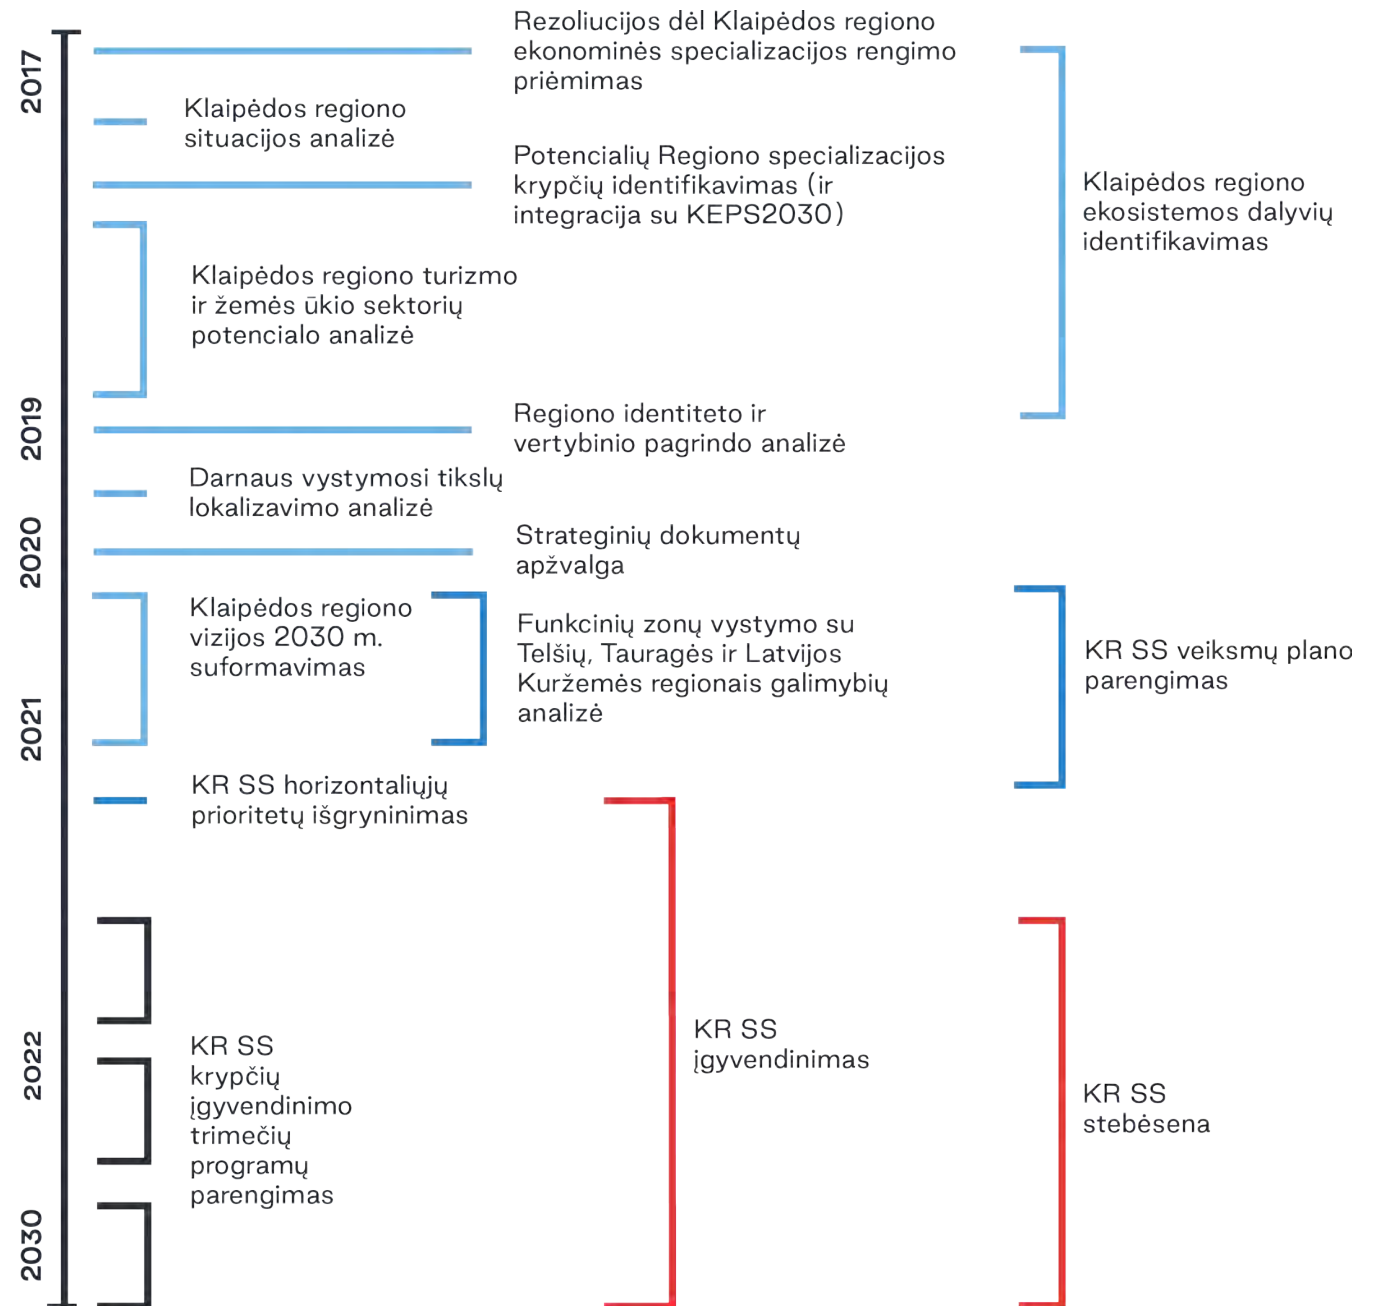 2017
Rezoliucijos dėl Klaipėdos regiono
ekonominės specializacijos rengimo
priėmimas
Klaipėdos regiono
situacijos analizė
Potencialių Regiono specializacijos
krypčių identifikavimas (ir
integracija su KEPS2030)
Klaipėdos regiono
ekosistemos dalyvių
identifikavimas
Klaipėdos regiono turizmo
ir žemės ūkio sektorių
potencialo analizė
2019
Regiono identiteto ir
vertybinio pagrindo analizė
Darnaus vystymosi tikslų
lokalizavimo analizė
2020
Strateginių dokumentų
apžvalga
Klaipėdos regiono
vizijos 2030 m.
suformavimas
Funkcinių zonų vystymo su
Telšių, Tauragės ir Latvijos
Kuržemės regionais galimybių
analizė
KR SS veiksmų plano
parengimas
2021
KR SS horizontaliųjų
prioritetų išgryninimas
2022
KR SS
krypčių
įgyvendinimo
trimečių
programų
parengimas
KR SS
įgyvendinimas
KR SS
stebėsena
2030